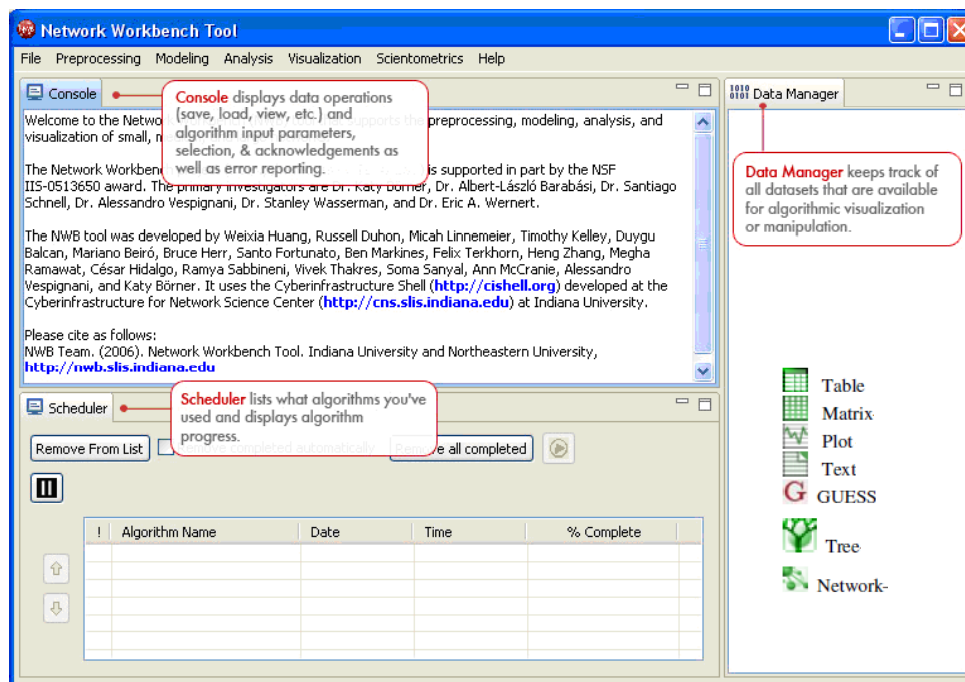 Network Workbench Tool
File Preprocessing Modeling Analysis Visualization Scientometrics Help
Console
Console displays data operations
(save, load, view, etc.) and
algorithm input parameters,
selection, & acknowledgements as
well as error reporting.
Welcome to the Networ preprocessing, modeling, analysis, and
visualization of small,
The Network Workben is supported in part by the NSF
IIS-0513650 award. The primary investigators are Dr. Katy Börner, Dr. Albert-László Barabási, Dr. Santiago
Schnell, Dr. Alessandro Vespignani, Dr. Stanley Wasserman, and Dr. Eric A. Wernert.
The NWB tool was developed by Weixia Huang, Russell Duhon, Micah Linnemeier, Timothy Kelley, Duygu
Balcan, Mariano Beiró, Bruce Herr, Santo Fortunato, Ben Markines, Felix Terkhorn, Heng Zhang, Megha
Ramawat, César Hidalgo, Ramya Sabbineni, Vivek Thakres, Soma Sanyal, Ann McCranie, Alessandro
Vespignani, and Katy Börner. It uses the Cyberinfrastructure Shell (http://cishell.org) developed at the
Cyberinfrastructure for Network Science Center (http://cns.slis.indiana.edu) at Indiana University.
Please cite as follows:
NWB Team. (2006). Network Workbench Tool. Indiana University and Northeastern University,
http://nwb.slis.indiana.edu
Scheduler
Scheduler lists what algorithms you've
used and displays algorithm
progress.
Remove From List Remove completed automatically Remove all completed
! Algorithm Name Date Time % Complete
1010
0101 Data Manager
Data Manager keeps track of
all datasets that are available
for algorithmic visualization
or manipulation.
Table
Matrix
Plot
Text
G GUESS
Tree
Network-